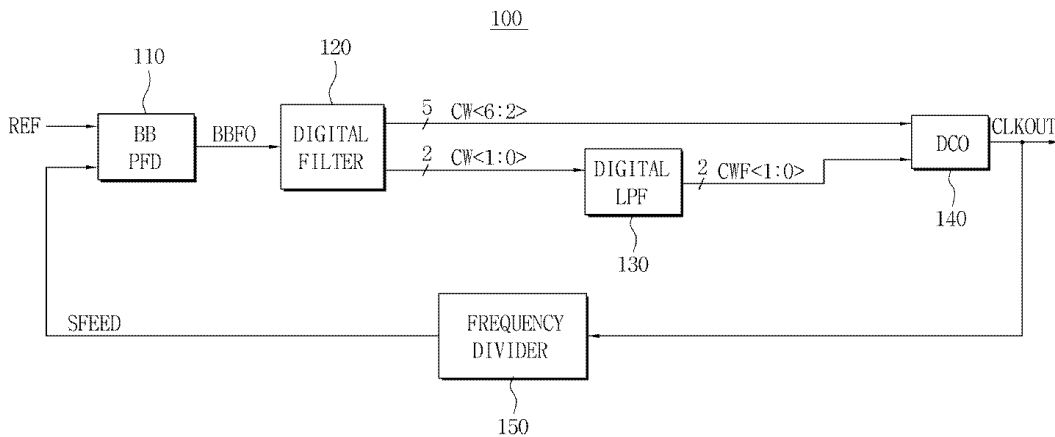 100
110
120
REF
BB
PFD
BBFO
DIGITAL
FILTER
5 CW<6:2>
2 CW<1:0>
DIGITAL
LPF
130
2 CWF<1:0>
DCO
140
CLKOUT
SFEED
FREQUENCY
DIVIDER
150